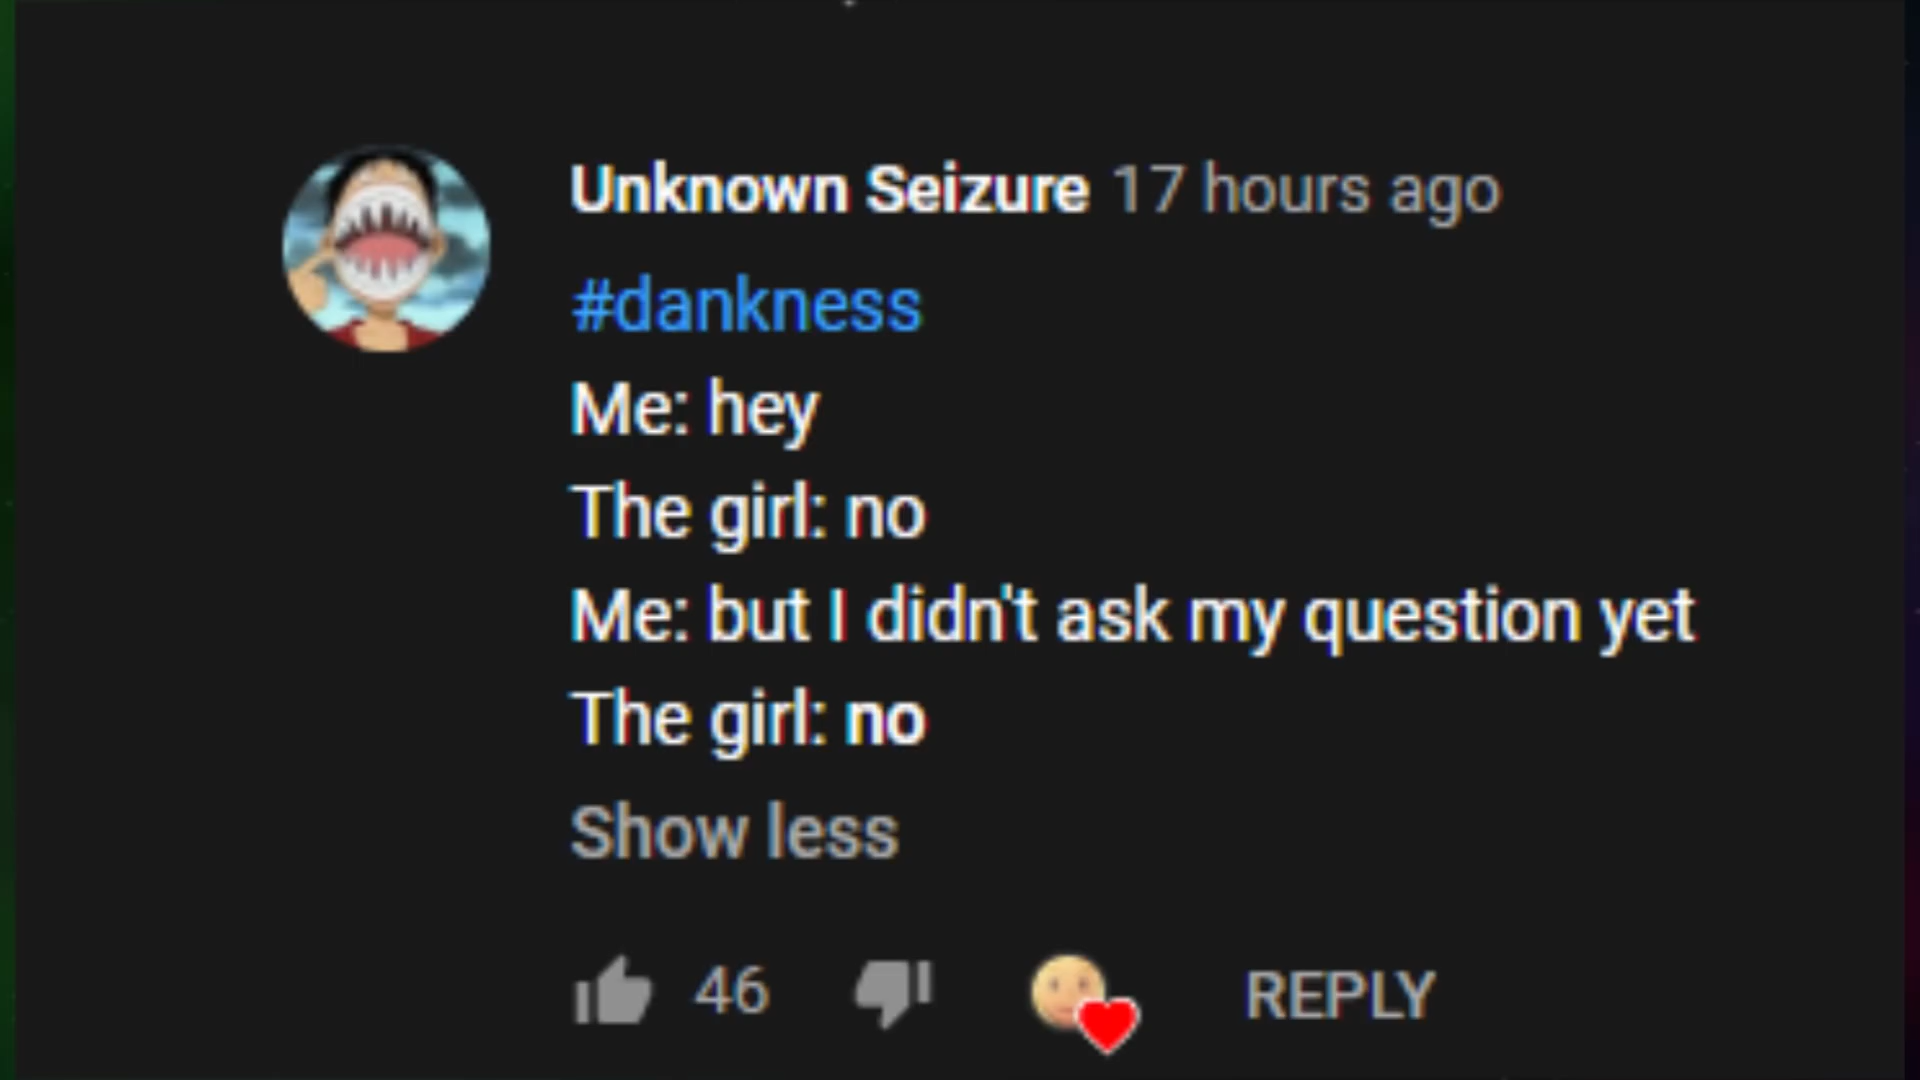 Unknown Seizure 17 hours ago
#dankness
Me: hey
The girl: no
Me: but I didn't ask my question yet
The girl: no
Show less
46 REPLY